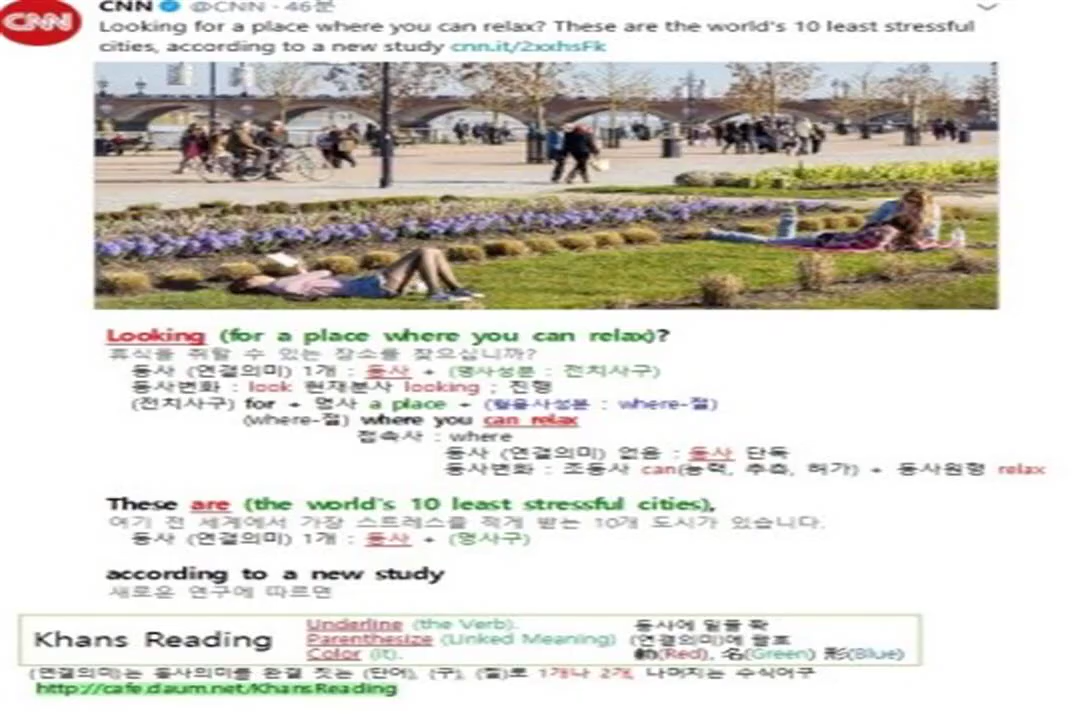 CNN
CNN @CNN · 46분
Looking for a place where you can relax? These are the world's 10 least stressful
cities, according to a new study cnn.it/2xxhsFk
Looking (for a place where you can relax)?
휴식을 취할 수 있는 장소를 찾으십니까?
동사 (연결의미) 1개 : 동사 + (명사성분 : 전치사구)
동사변화 : look 현재분사 looking ; 진행
(전치사구) for + 명사 a place + (형용사성분 : where-절)
(where-절) where you can relax
접속사 : where
동사 (연결의미) 없음 : 동사 단독
동사변화 : 조동사 can(능력, 추측, 허가) + 동사원형 relax
These are (the world's 10 least stressful cities),
여기 전 세계에서 가장 스트레스를 적게 받는 10개 도시가 있습니다.
동사 (연결의미) 1개 : 동사 + (명사구)
according to a new study
새로운 연구에 따르면
Khans Reading
Underline (the Verb). 동사에 밑줄 쫙
Parenthesize (Linked Meaning) (연결의미)에 괄호
Color (it). 動(Red), 名(Green) 形(Blue)
(연결의미)는 동사의미를 완결 짓는 (단어), (구), (절)로 1개나 2개, 나머지는 수식어구
http://cafe.daum.net/KhansReading